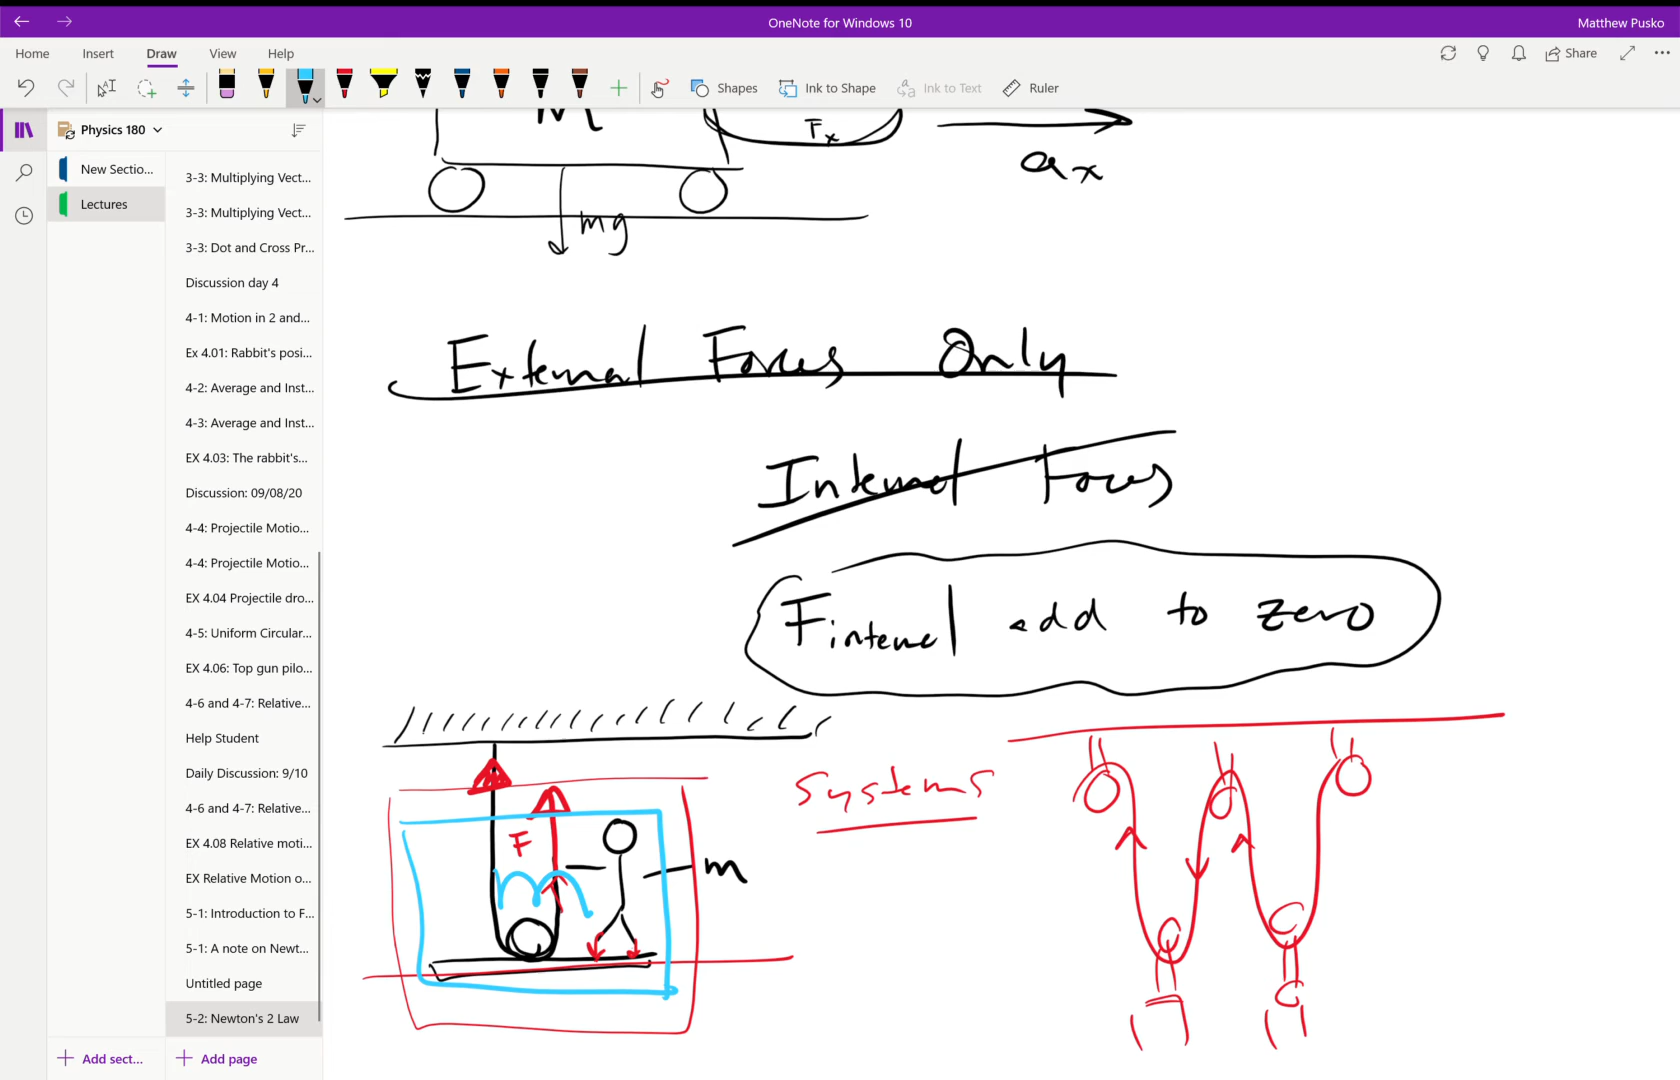 OneNote for Windows 10
Matthew Pusko
Home Insert Draw View Help
Share
Shapes Ink to Shape Ink to Text Ruler
Physics 180
New Sectio...
Lectures
3-3: Multiplying Vect...
3-3: Multiplying Vect...
3-3: Dot and Cross Pr...
Discussion day 4
4-1: Motion in 2 and...
Ex 4.01: Rabbit's posi...
4-2: Average and Inst...
4-3: Average and Inst...
EX 4.03: The rabbit's...
Discussion: 09/08/20
4-4: Projectile Motio...
4-4: Projectile Motio...
EX 4.04 Projectile dro...
4-5: Uniform Circular...
EX 4.06: Top gun pilo...
4-6 and 4-7: Relative...
Help Student
Daily Discussion: 9/10
4-6 and 4-7: Relative...
EX 4.08 Relative moti...
EX Relative Motion o...
5-1: Introduction to F...
5-1: A note on Newt...
Untitled page
5-2: Newton's 2 Law
Add sect...
Add page
m
Fx
ax
mg
External Forces Only
Internal Forces
Finternal add to zero
Systems
F
m
m